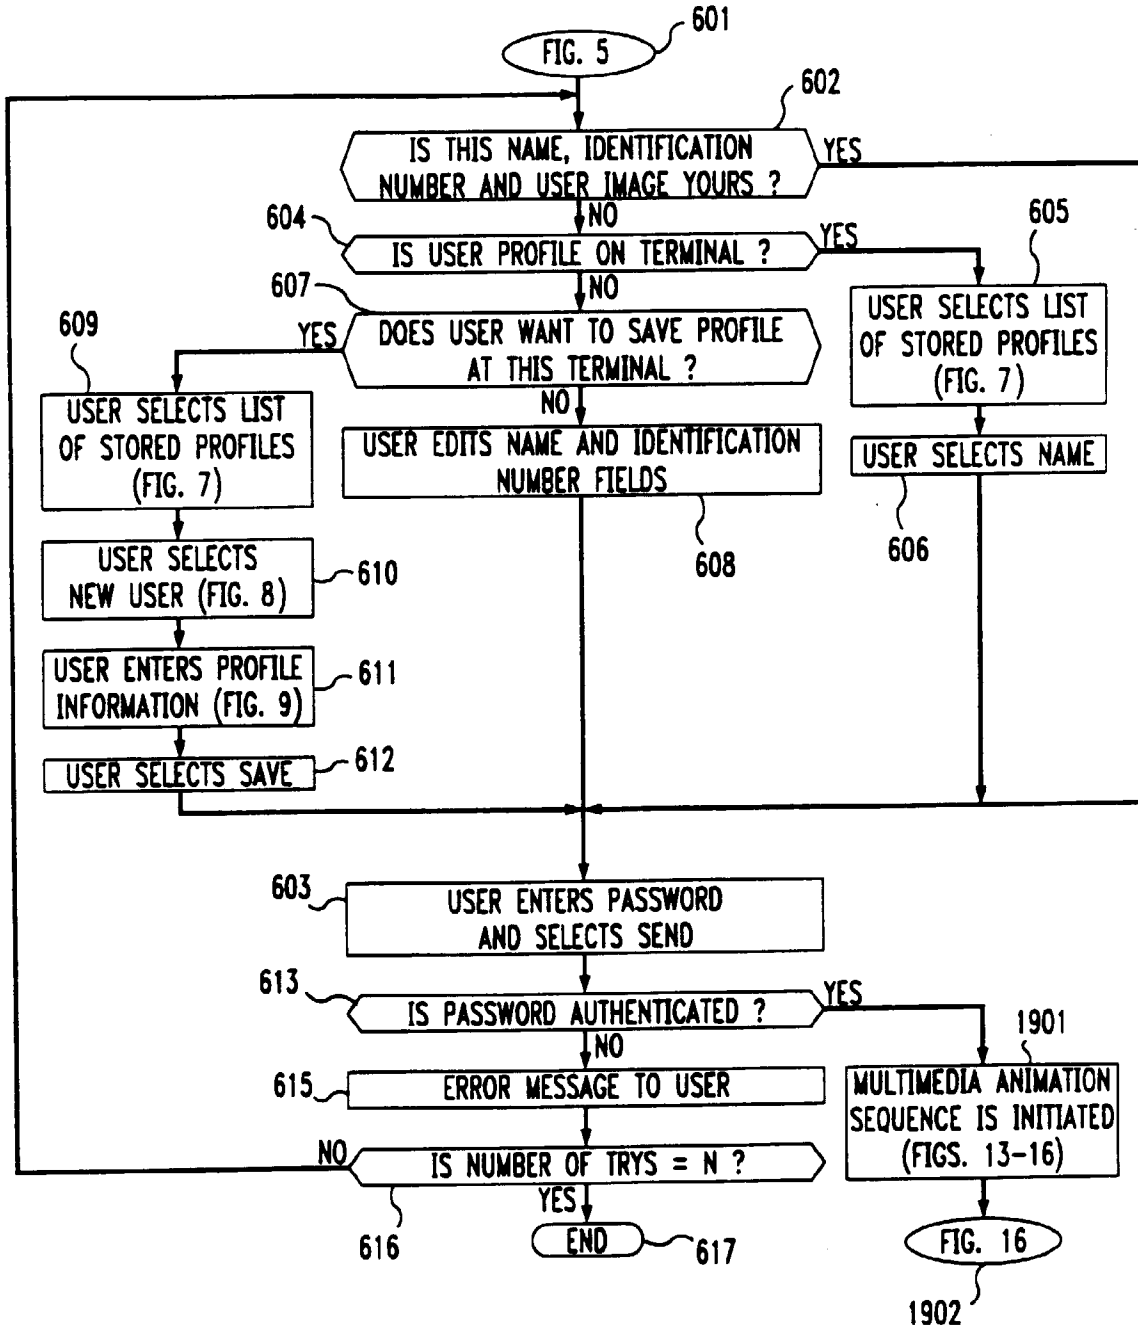 601
FIG. 5
602
IS THIS NAME, IDENTIFICATION
NUMBER AND USER IMAGE YOURS ?
YES
NO
604
IS USER PROFILE ON TERMINAL ?
YES
605
NO
607
DOES USER WANT TO SAVE PROFILE
AT THIS TERMINAL ?
YES
NO
USER SELECTS LIST
OF STORED PROFILES
(FIG. 7)
609
USER SELECTS LIST
OF STORED PROFILES
(FIG. 7)
USER EDITS NAME AND IDENTIFICATION
NUMBER FIELDS
608
USER SELECTS NAME
606
USER SELECTS
NEW USER (FIG. 8)
610
USER ENTERS PROFILE
INFORMATION (FIG. 9)
611
USER SELECTS SAVE
612
603
USER ENTERS PASSWORD
AND SELECTS SEND
613
IS PASSWORD AUTHENTICATED ?
YES
NO
1901
615
ERROR MESSAGE TO USER
MULTIMEDIA ANIMATION
SEQUENCE IS INITIATED
(FIGS. 13-16)
NO
IS NUMBER OF TRYS = N ?
YES
616
END
617
FIG. 16
1902